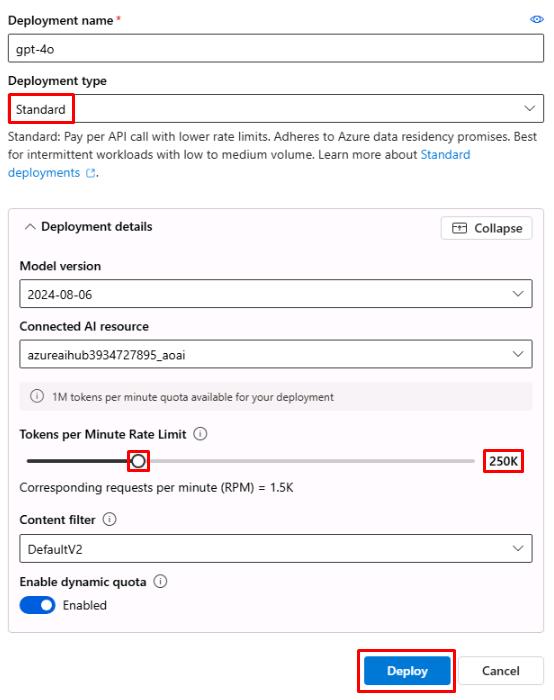 Deployment name *
gpt-4o
Deployment type
Standard
Standard: Pay per API call with lower rate limits. Adheres to Azure data residency promises. Best
for intermittent workloads with low to medium volume. Learn more about Standard
deployments .
Deployment details
Collapse
Model version
2024-08-06
Connected AI resource
azureaihub3934727895_aoai
1M tokens per minute quota available for your deployment
Tokens per Minute Rate Limit
250K
Corresponding requests per minute (RPM) = 1.5K
Content filter
DefaultV2
Enable dynamic quota
Enabled
Deploy
Cancel